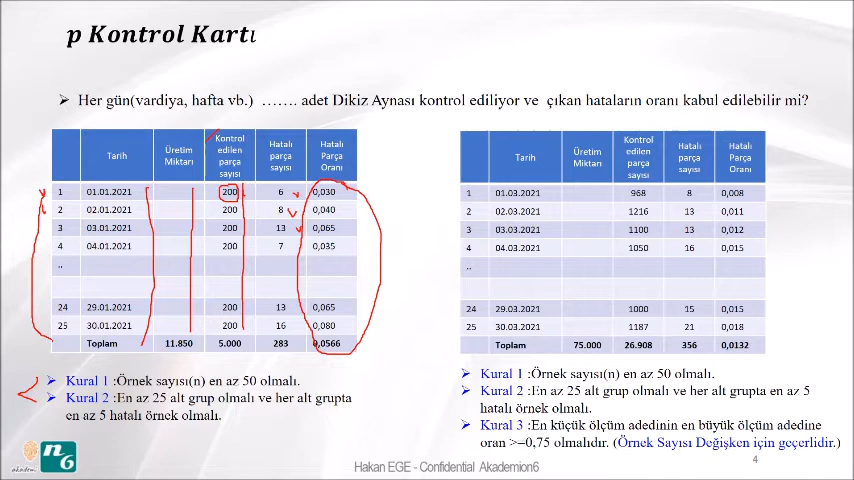 p Kontrol Kartı
Her gün(vardiya, hafta vb.) ……. adet Dikiz Aynası kontrol ediliyor ve çıkan hataların oranı kabul edilebilir mi?
Tarih Üretim Miktarı Kontrol edilen parça sayısı Hatalı parça sayısı Hatalı Parça Oranı
1 01.01.2021 200 6 0,030
2 02.01.2021 200 8 0,040
3 03.01.2021 200 13 0,065
4 04.01.2021 200 7 0,035
..
24 29.01.2021 200 13 0,065
25 30.01.2021 200 16 0,080
Toplam 11.850 5.000 283 0,0566
Kural 1 :Örnek sayısı(n) en az 50 olmalı.
Kural 2 :En az 25 alt grup olmalı ve her alt grupta
en az 5 hatalı örnek olmalı.
Tarih Üretim Miktarı Kontrol edilen parça sayısı Hatalı parça sayısı Hatalı Parça Oranı
1 01.03.2021 968 8 0,008
2 02.03.2021 1216 13 0,011
3 03.03.2021 1100 13 0,012
4 04.03.2021 1050 16 0,015
..
24 29.03.2021 1000 15 0,015
25 30.03.2021 1187 21 0,018
Toplam 75.000 26.908 356 0,0132
Kural 1 :Örnek sayısı(n) en az 50 olmalı.
Kural 2 :En az 25 alt grup olmalı ve her alt grupta en az 5
hatalı örnek olmalı.
Kural 3 :En küçük ölçüm adedinin en büyük ölçüm adedine
oran >=0,75 olmalıdır. (Örnek Sayısı Değişken için geçerlidir.)
akademi n6
Hakan EGE - Confidential Akademion6
4